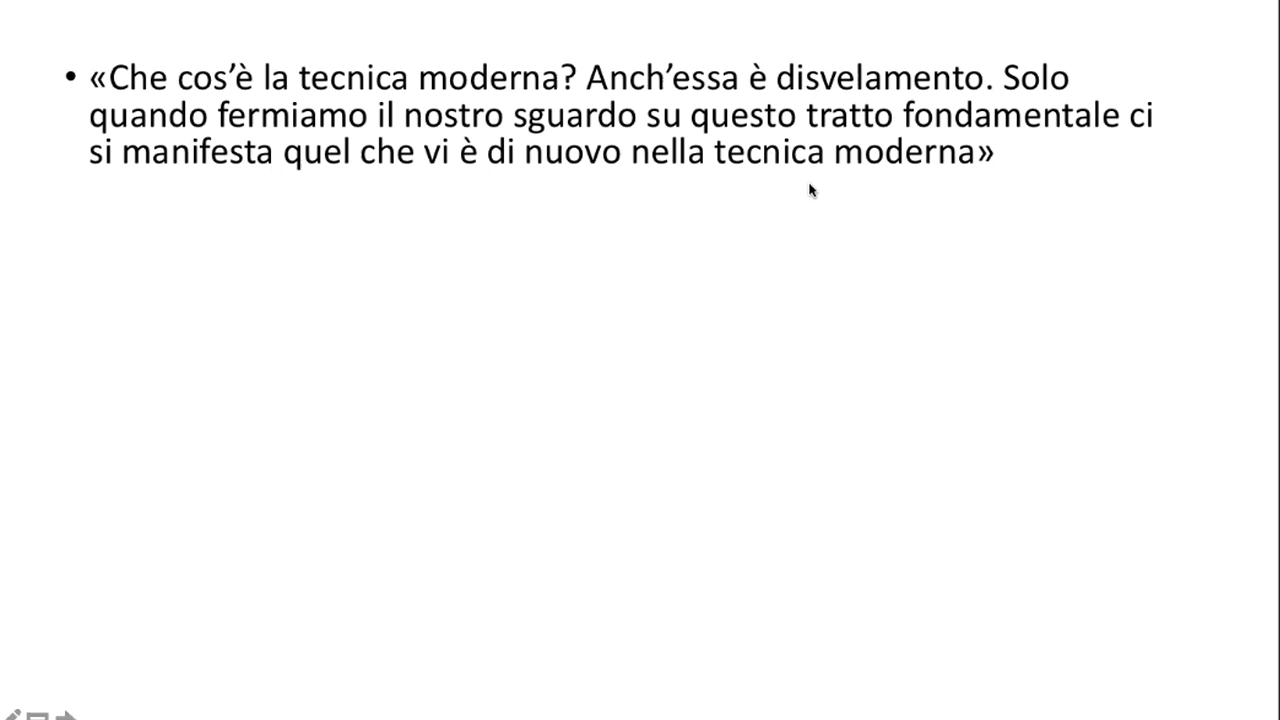 • «Che cos’è la tecnica moderna? Anch’essa è disvelamento. Solo
quando fermiamo il nostro sguardo su questo tratto fondamentale ci
si manifesta quel che vi è di nuovo nella tecnica moderna»